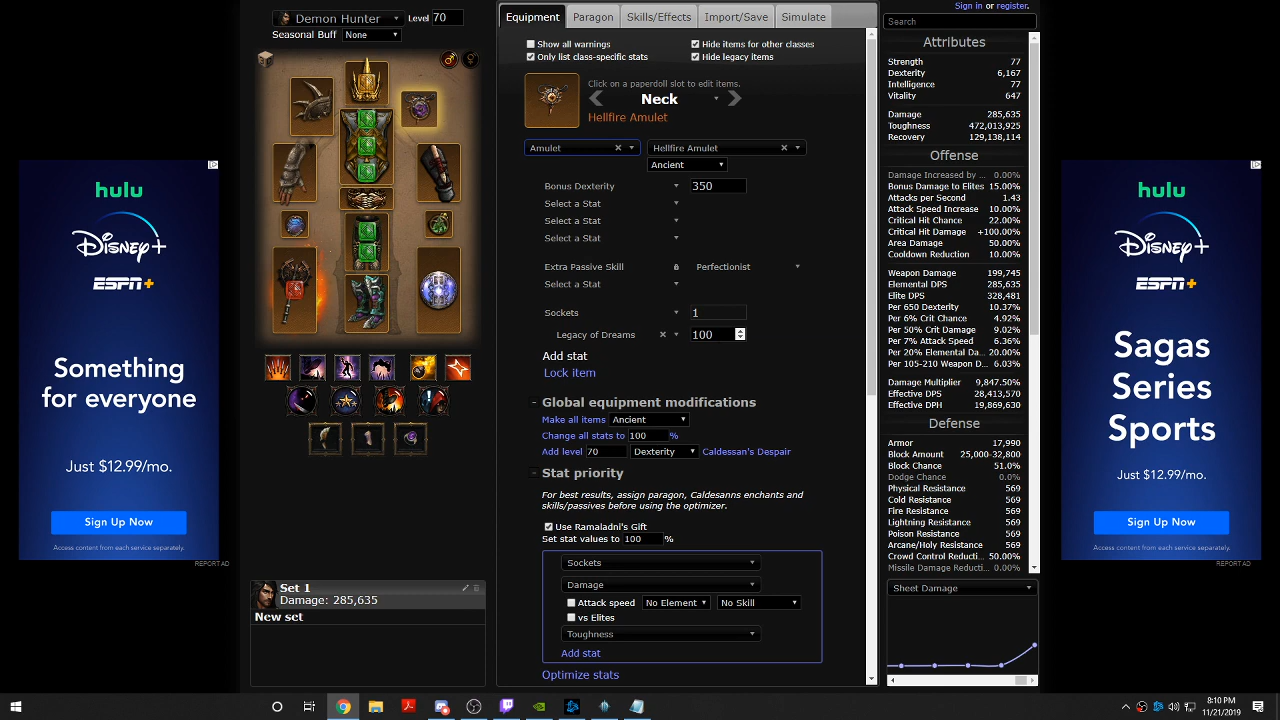 Demon Hunter
Level 70
Seasonal Buff None
Set 1
Damage: 285,635
New set
Equipment Paragon Skills/Effects Import/Save Simulate
Show all warnings
Hide items for other classes
Only list class-specific stats
Hide legacy items
Click on a paperdoll slot to edit items.
Neck
Hellfire Amulet
Amulet
Hellfire Amulet
Ancient
Bonus Dexterity 350
Select a Stat
Select a Stat
Select a Stat
Extra Passive Skill Perfectionist
Select a Stat
Sockets 1
Legacy of Dreams 100
Add stat
Lock item
- Global equipment modifications
Make all items Ancient
Change all stats to 100 %
Add level 70 Dexterity Caldessan's Despair
- Stat priority
For best results, assign paragon, Caldesanns enchants and
skills/passives before using the optimizer.
Use Ramaladni's Gift
Set stat values to 100 %
Sockets
Damage
Attack speed No Element No Skill
vs Elites
Toughness
Add stat
Optimize stats
Sign in or register.
Search
Attributes
Strength 77
Dexterity 6,167
Intelligence 77
Vitality 647
Damage 285,635
Toughness 472,013,925
Recovery 129,138,114
Offense
Damage Increased by ... 0.00%
Bonus Damage to Elites 15.00%
Attacks per Second 1.43
Attack Speed Increase 10.00%
Critical Hit Chance 22.00%
Critical Hit Damage +100.00%
Area Damage 50.00%
Cooldown Reduction 10.00%
Weapon Damage 199,745
Elemental DPS 285,635
Elite DPS 328,481
Per 650 Dexterity 10.37%
Per 6% Crit Chance 4.92%
Per 50% Crit Damage 9.02%
Per 7% Attack Speed 6.36%
Per 20% Elemental Da... 20.00%
Per 105-210 Weapon D... 6.03%
Damage Multiplier 9,847.50%
Effective DPS 28,413,570
Effective DPH 19,869,630
Defense
Armor 17,990
Block Amount 25,000-32,800
Block Chance 51.0%
Dodge Chance 0.0%
Physical Resistance 569
Cold Resistance 569
Fire Resistance 569
Lightning Resistance 569
Poison Resistance 569
Arcane/Holy Resistance 569
Crowd Control Reducti... 50.00%
Missile Damage Reducti... 0.00%
Sheet Damage
hulu
Disney+
ESPN+
Something
for everyone
Just $12.99/mo.
Sign Up Now
Access content from each service separately.
REPORT AD
hulu
Disney+
ESPN+
Sagas
Series
Sports
Just $12.99/mo.
Sign Up Now
Access content from each service separately.
REPORT AD
8:10 PM
11/21/2019